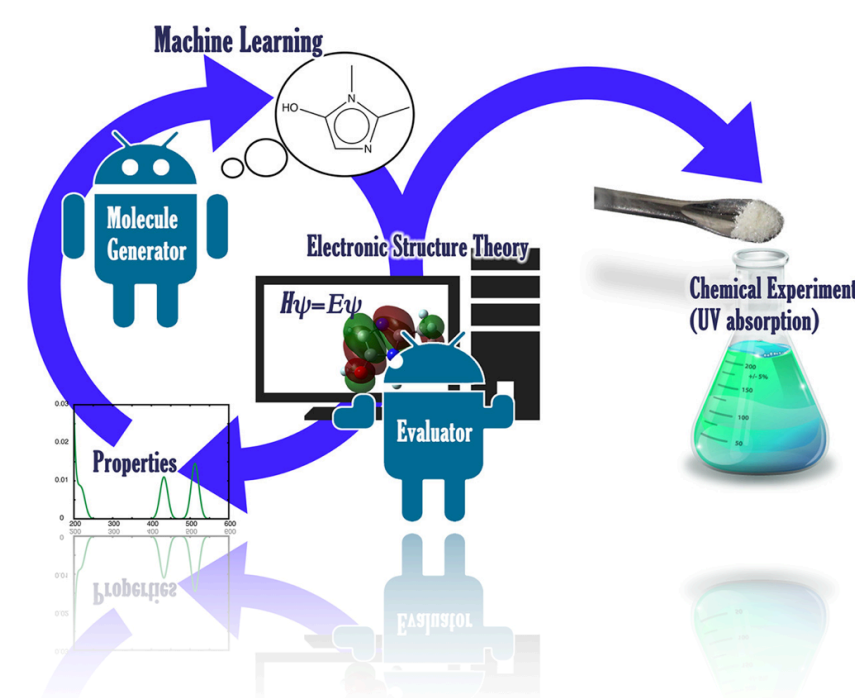 Machine Learning
HO
N
N
Molecule
Generator
Electronic Structure Theory
Hψ=Eψ
Evaluator
Chemical Experiment
(UV absorption)
200
+/-5%
150
100
50
Properties
0.03
0.02
0.01
0
200 300 400 500 600